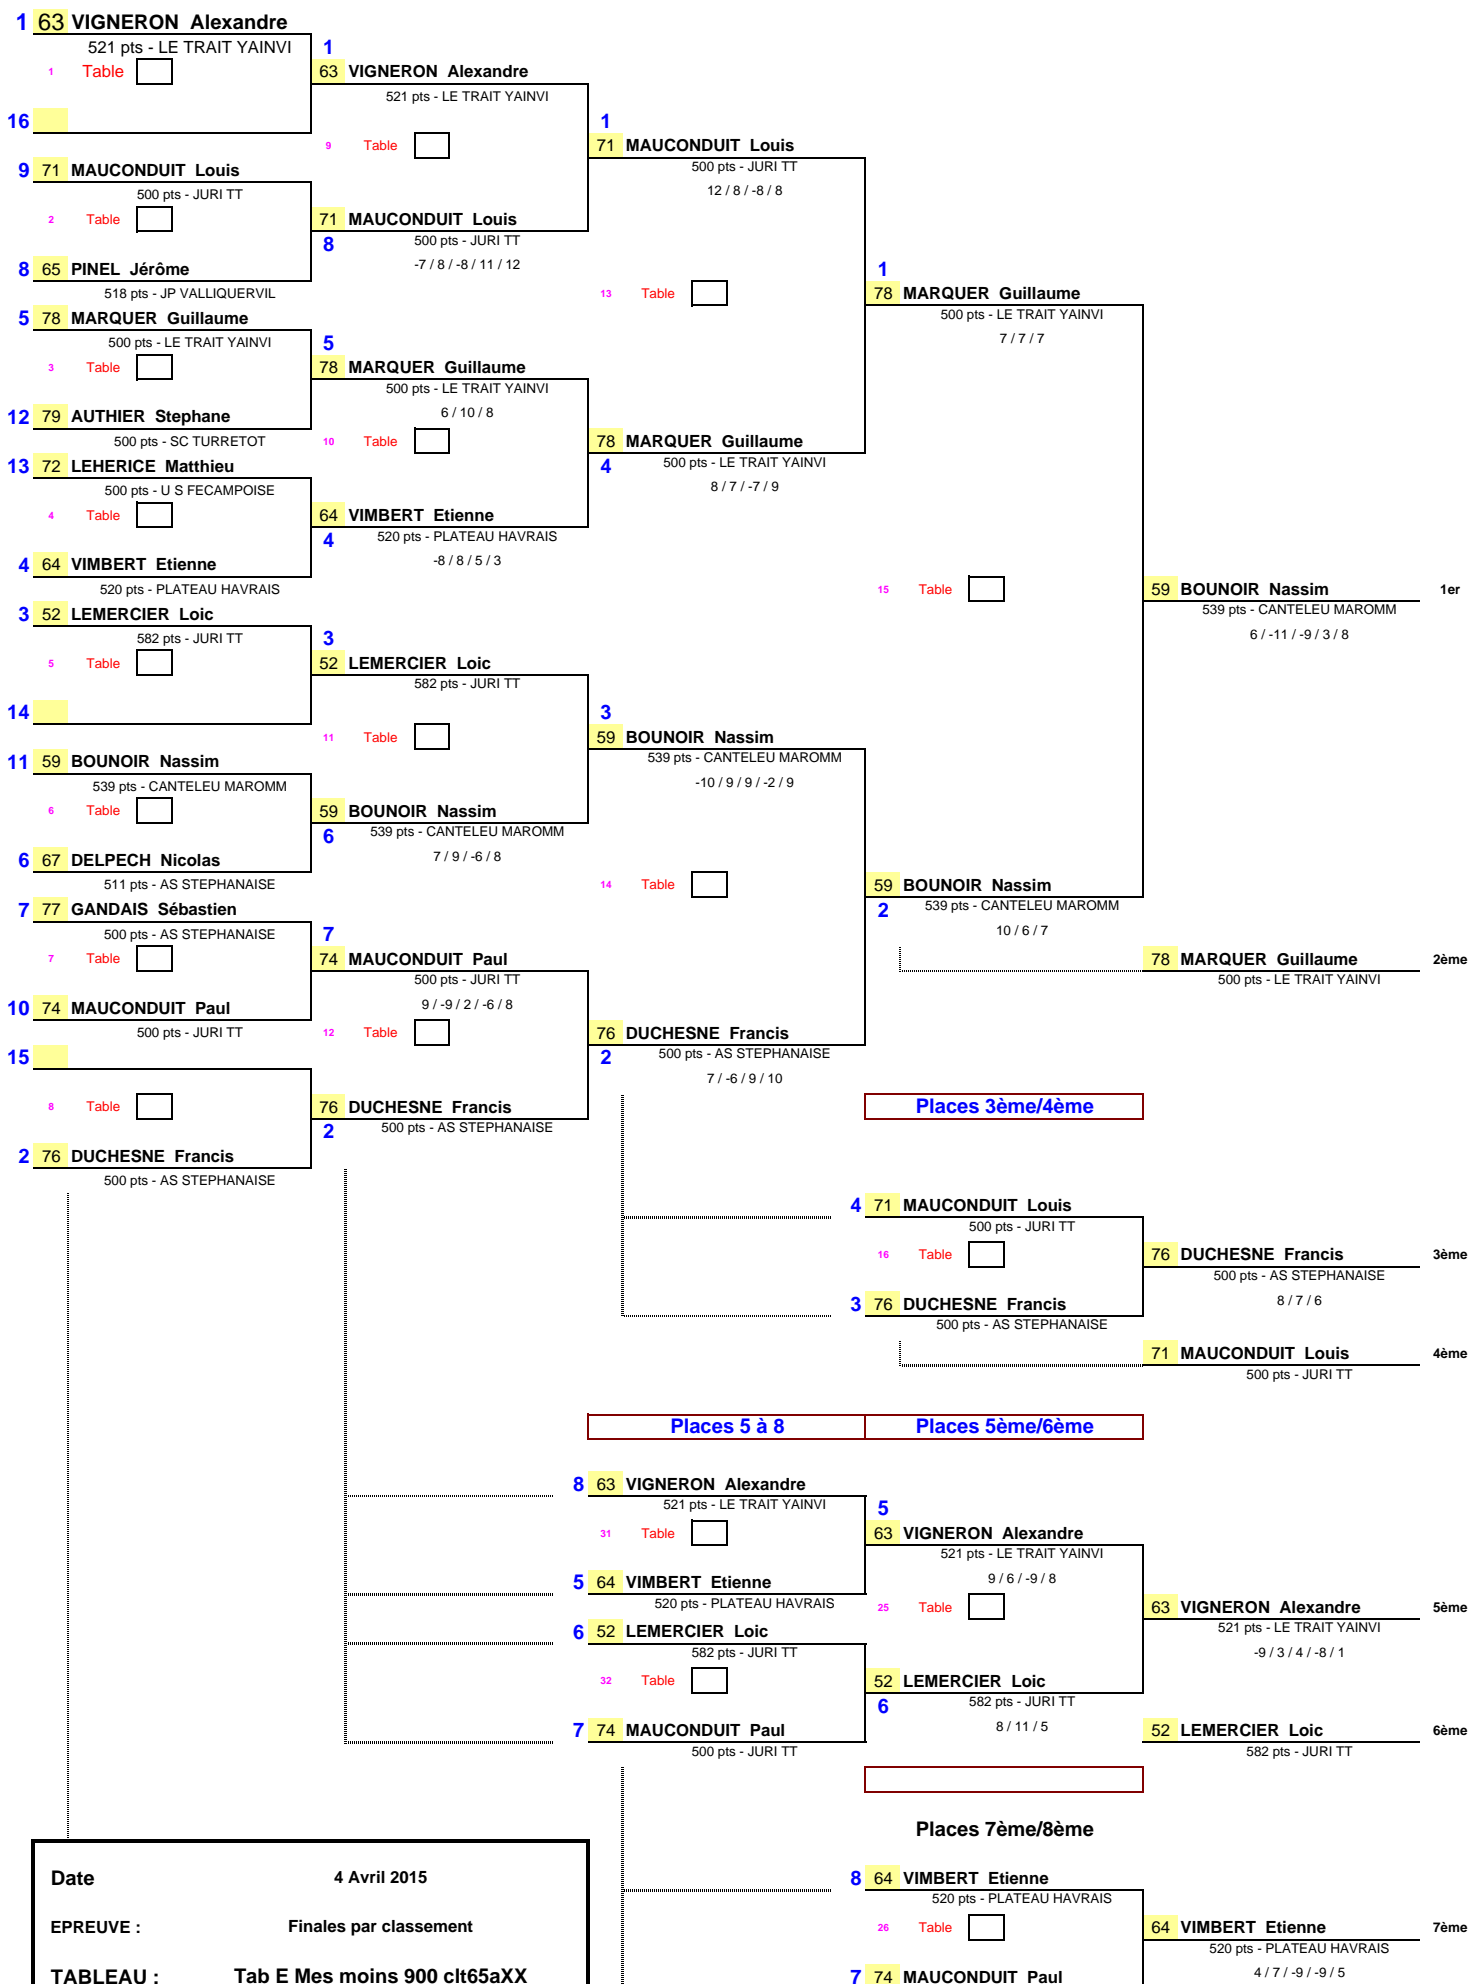 1 63 VIGNERON Alexandre
521 pts - LE TRAIT YAINVI
1 Table
16
9 71 MAUCONDUIT Louis
500 pts - JURI TT
2 Table
8 65 PINEL Jérôme
518 pts - JP VALLIQUERVIL
5 78 MARQUER Guillaume
500 pts - LE TRAIT YAINVI
3 Table
12 79 AUTHIER Stephane
500 pts - SC TURRETOT
13 72 LEHERICE Matthieu
500 pts - U S FECAMPOISE
4 Table
4 64 VIMBERT Etienne
520 pts - PLATEAU HAVRAIS
3 52 LEMERCIER Loic
582 pts - JURI TT
5 Table
14
11 59 BOUNOIR Nassim
539 pts - CANTELEU MAROMM
6 Table
6 67 DELPECH Nicolas
511 pts - AS STEPHANAISE
7 77 GANDAIS Sébastien
500 pts - AS STEPHANAISE
7 Table
10 74 MAUCONDUIT Paul
500 pts - JURI TT
15
8 Table
2 76 DUCHESNE Francis
500 pts - AS STEPHANAISE
1
63 VIGNERON Alexandre
521 pts - LE TRAIT YAINVI
9 Table
71 MAUCONDUIT Louis
8 500 pts - JURI TT
-7 / 8 / -8 / 11 / 12
5
78 MARQUER Guillaume
500 pts - LE TRAIT YAINVI
6 / 10 / 8
10 Table
64 VIMBERT Etienne
4 520 pts - PLATEAU HAVRAIS
-8 / 8 / 5 / 3
3
52 LEMERCIER Loic
582 pts - JURI TT
11 Table
59 BOUNOIR Nassim
6 539 pts - CANTELEU MAROMM
7 / 9 / -6 / 8
7
74 MAUCONDUIT Paul
500 pts - JURI TT
9 / -9 / 2 / -6 / 8
12 Table
76 DUCHESNE Francis
2 500 pts - AS STEPHANAISE
1
71 MAUCONDUIT Louis
500 pts - JURI TT
12 / 8 / -8 / 8
13 Table
78 MARQUER Guillaume
4 500 pts - LE TRAIT YAINVI
8 / 7 / -7 / 9
3
59 BOUNOIR Nassim
539 pts - CANTELEU MAROMM
-10 / 9 / 9 / -2 / 9
14 Table
76 DUCHESNE Francis
2 500 pts - AS STEPHANAISE
7 / -6 / 9 / 10
1
78 MARQUER Guillaume
500 pts - LE TRAIT YAINVI
7 / 7 / 7
15 Table
59 BOUNOIR Nassim
2 539 pts - CANTELEU MAROMM
10 / 6 / 7
59 BOUNOIR Nassim 1er
539 pts - CANTELEU MAROMM
6 / -11 / -9 / 3 / 8
78 MARQUER Guillaume 2ème
500 pts - LE TRAIT YAINVI
Places 3ème/4ème
4 71 MAUCONDUIT Louis
500 pts - JURI TT
16 Table
3 76 DUCHESNE Francis
500 pts - AS STEPHANAISE
76 DUCHESNE Francis 3ème
500 pts - AS STEPHANAISE
8 / 7 / 6
71 MAUCONDUIT Louis 4ème
500 pts - JURI TT
Places 5 à 8 Places 5ème/6ème
8 63 VIGNERON Alexandre
521 pts - LE TRAIT YAINVI
31 Table
5 64 VIMBERT Etienne
520 pts - PLATEAU HAVRAIS
6 52 LEMERCIER Loic
582 pts - JURI TT
32 Table
7 74 MAUCONDUIT Paul
500 pts - JURI TT
5
63 VIGNERON Alexandre
521 pts - LE TRAIT YAINVI
9 / 6 / -9 / 8
25 Table
52 LEMERCIER Loic
6 582 pts - JURI TT
8 / 11 / 5
63 VIGNERON Alexandre 5ème
521 pts - LE TRAIT YAINVI
-9 / 3 / 4 / -8 / 1
52 LEMERCIER Loic 6ème
582 pts - JURI TT
Places 7ème/8ème
8 64 VIMBERT Etienne
520 pts - PLATEAU HAVRAIS
26 Table
7 74 MAUCONDUIT Paul
64 VIMBERT Etienne 7ème
520 pts - PLATEAU HAVRAIS
4 / 7 / -9 / -9 / 5
Date 4 Avril 2015
EPREUVE : Finales par classement
TABLEAU : Tab E Mes moins 900 clt65aXX